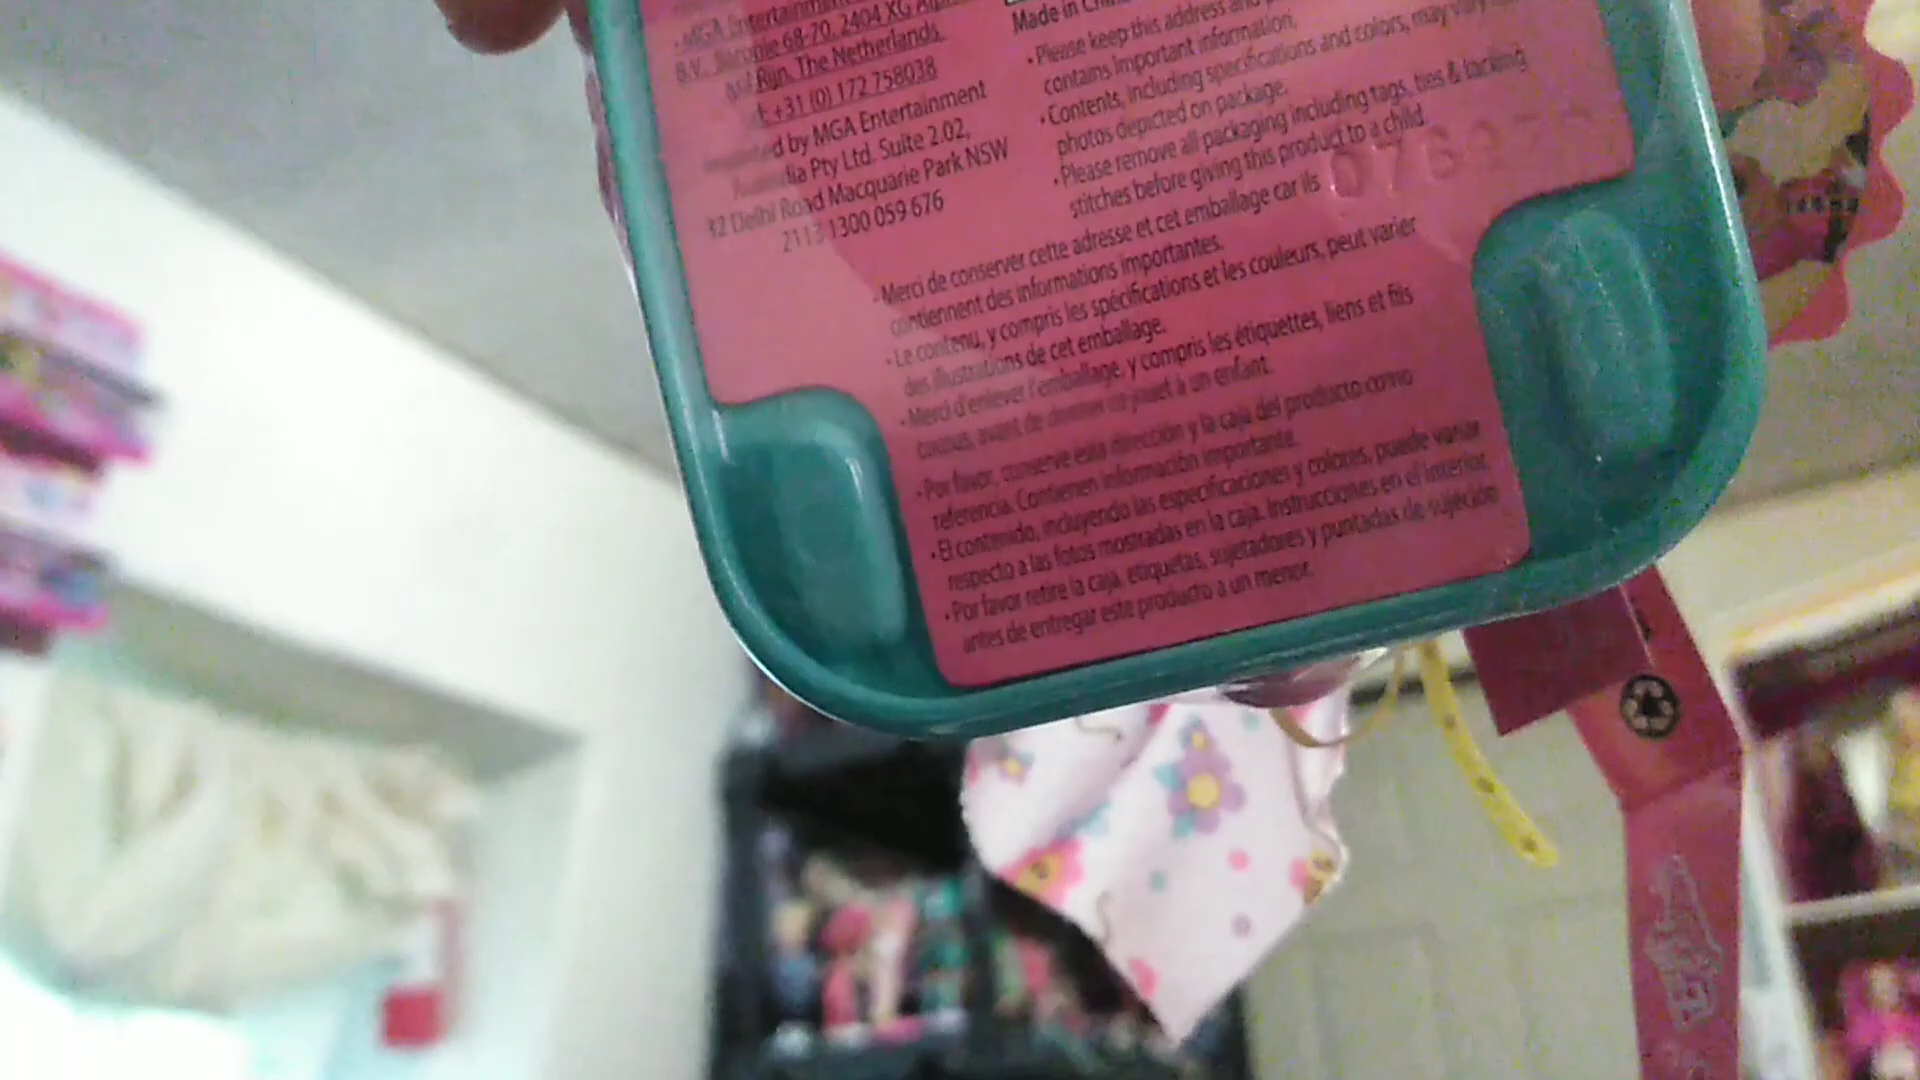 MGA Entertainment
B.V., Baronie 68-70, 2404 XG
a/d Rijn, The Netherlands.
t: +31 (0) 172 758038
by MGA Entertainment
Pty Ltd. Suite 2.02,
12 Delhi Road Macquarie Park NSW
2113 1300 059 676
Made in
• Please keep this address and
contains important information.
• Contents, including specifications and colors, may vary
photos depicted on package.
• Please remove all packaging including tags, ties & tacking
stitches before giving this product to a child.
• Merci de conserver cette adresse et cet emballage car ils
contiennent des informations importantes.
• Le contenu, y compris les spécifications et les couleurs, peut varier
des illustrations de cet emballage.
• Merci d'enlever l'emballage, y compris les étiquettes, liens et fils
cousus, avant de donner ce jouet à un enfant.
• Por favor, conserve esta dirección y la caja del producto como
referencia. Contienen información importante.
• El contenido, incluyendo las especificaciones y colores, puede variar
respecto a las fotos mostradas en la caja. Instrucciones en el interior.
• Por favor retire la caja, etiquetas, sujetadores y puntadas de sujeción
antes de entregar este producto a un menor.